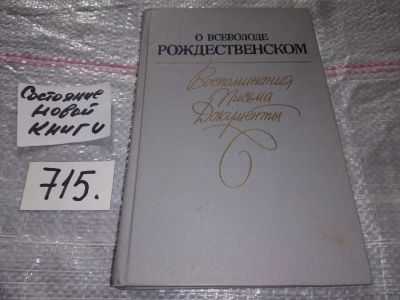 Состояние
новой
книги
715.
О ВСЕВОЛОДЕ
РОЖДЕСТВЕНСКОМ
Воспоминания
Письма
Документы